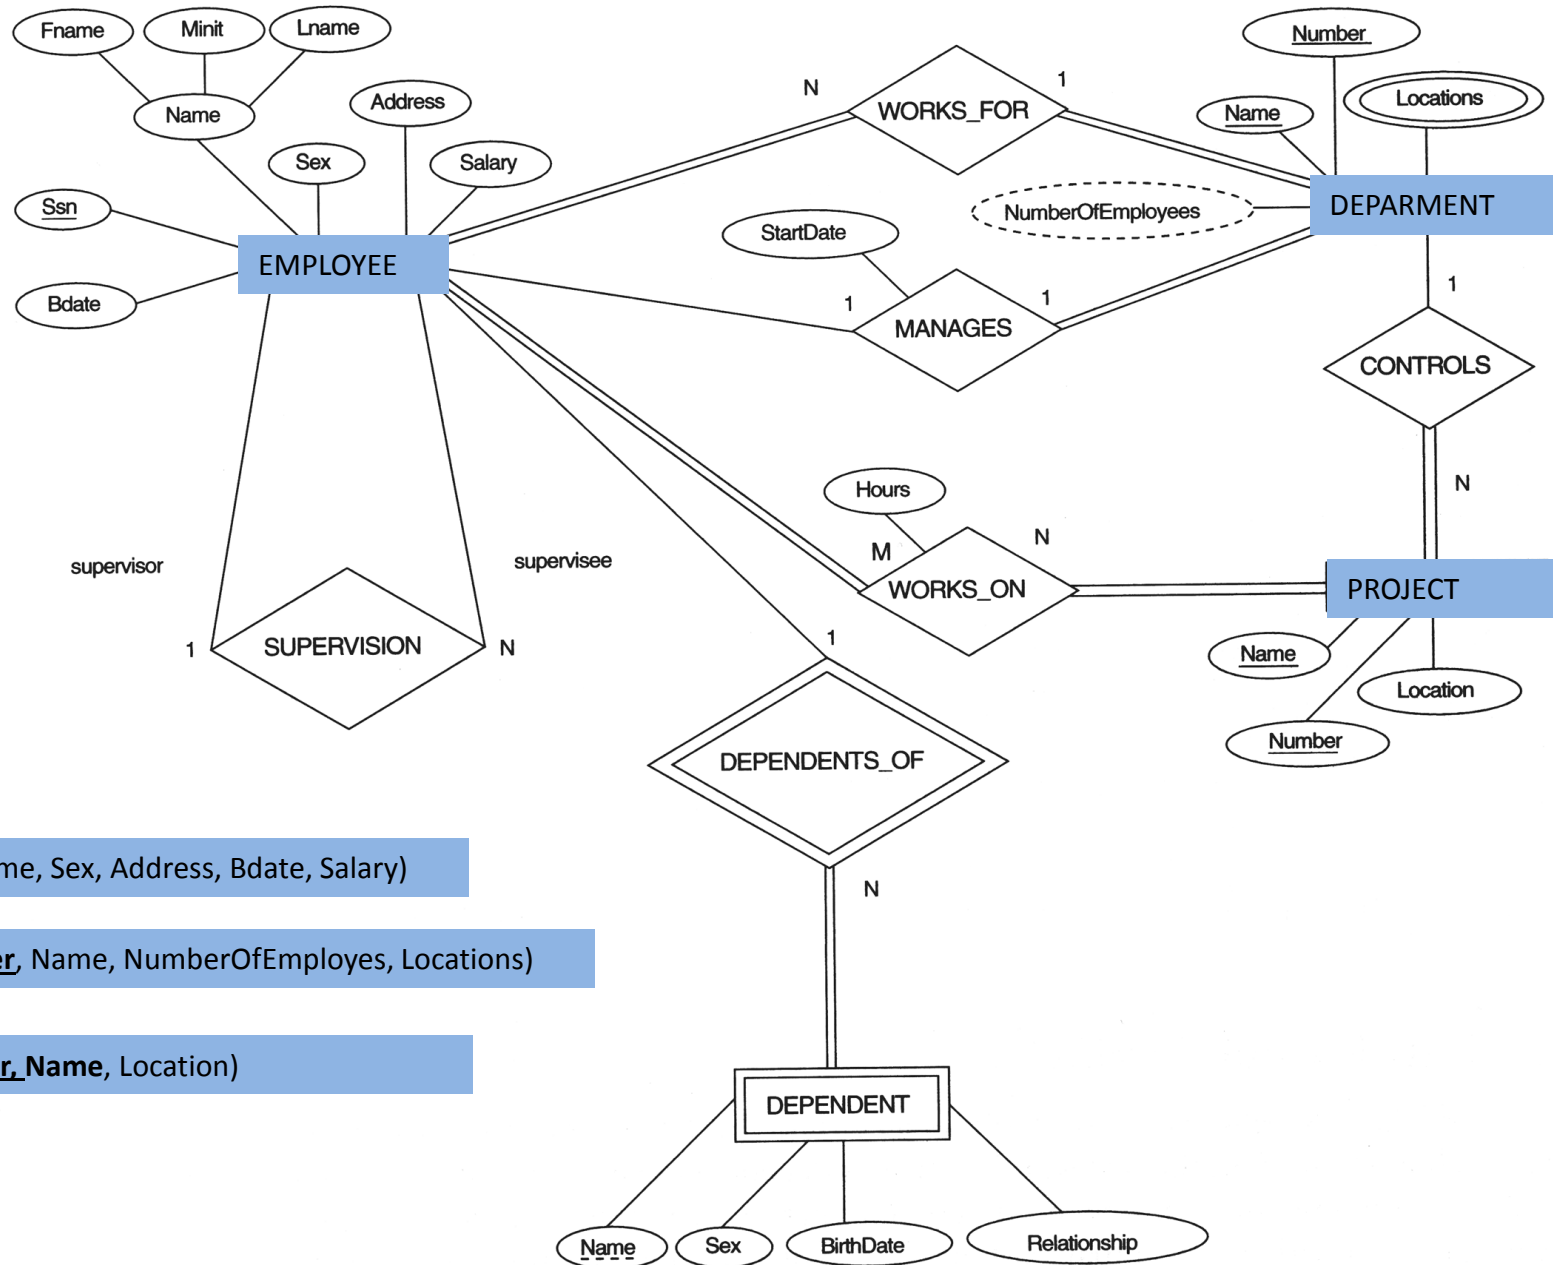 Fname
Minit
Lname
Name
Address
Sex
Salary
Ssn
Bdate
EMPLOYEE
N
WORKS_FOR
1
Number
Locations
Name
NumberOfEmployees
DEPARMENT
StartDate
1
MANAGES
1
1
CONTROLS
N
Hours
M
WORKS_ON
N
PROJECT
Name
Number
Location
supervisor
supervisee
1
SUPERVISION
N
1
DEPENDENTS_OF
N
me, Sex, Address, Bdate, Salary)
er, Name, NumberOfEmployes, Locations)
r, Name, Location)
DEPENDENT
Name
Sex
BirthDate
Relationship